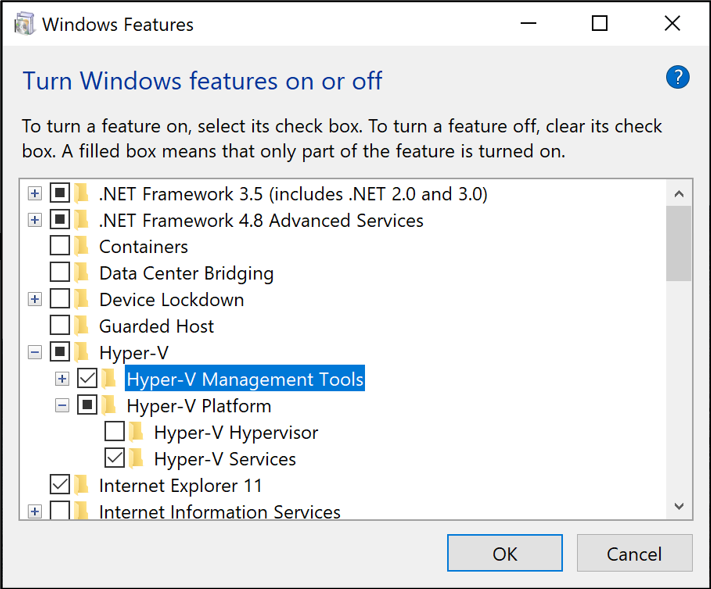 Windows Features
Turn Windows features on or off
?
To turn a feature on, select its check box. To turn a feature off, clear its check
box. A filled box means that only part of the feature is turned on.
.NET Framework 3.5 (includes .NET 2.0 and 3.0)
.NET Framework 4.8 Advanced Services
Containers
Data Center Bridging
Device Lockdown
Guarded Host
Hyper-V
Hyper-V Management Tools
Hyper-V Platform
Hyper-V Hypervisor
Hyper-V Services
Internet Explorer 11
Internet Information Services
OK
Cancel